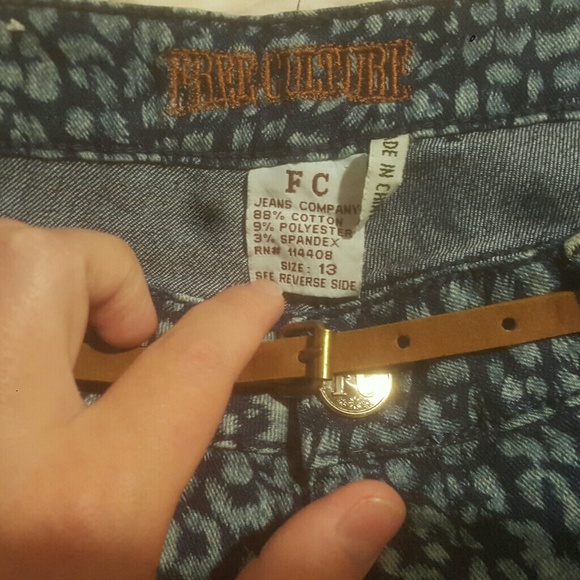 FREE CULTURE
FC
JEANS COMPANY
88% COTTON
9% POLYESTER
3% SPANDEX
RN# 114408
SIZE: 13
SEE REVERSE SIDE
DE IN CHI